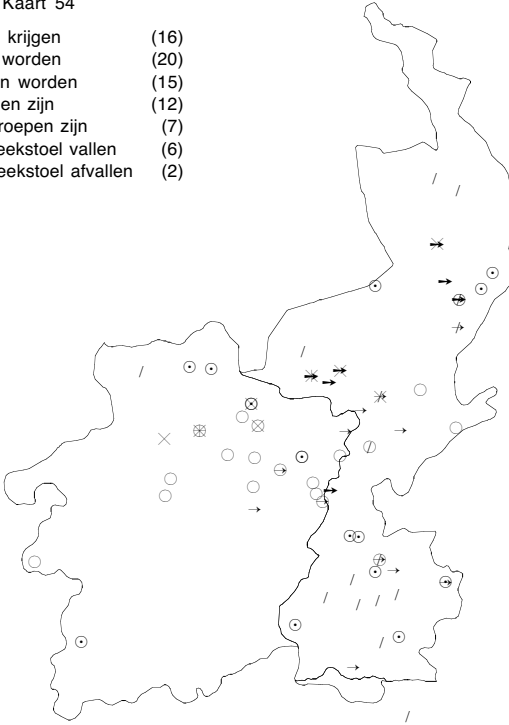 Kaart 54
krijgen (16)
worden (20)
n worden (15)
en zijn (12)
roepen zijn (7)
eekstoel vallen (6)
eekstoel afvallen (2)